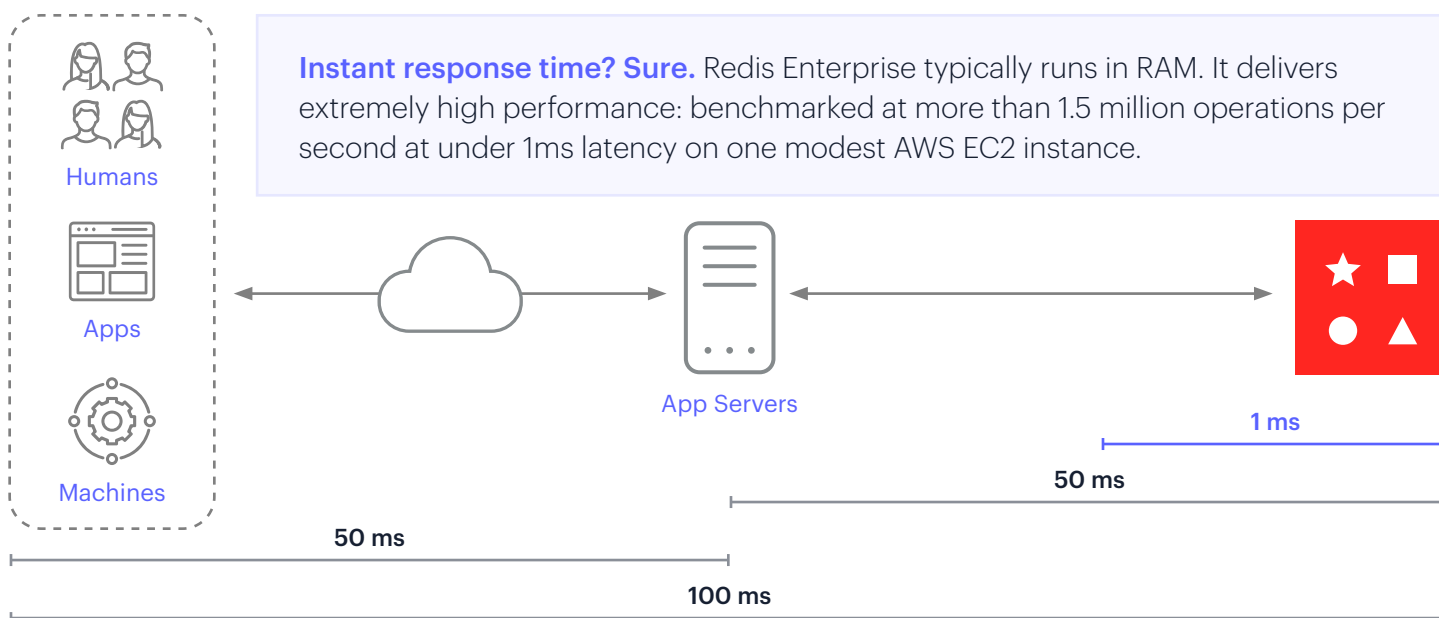 Instant response time? Sure. Redis Enterprise typically runs in RAM. It delivers
extremely high performance: benchmarked at more than 1.5 million operations per
second at under 1ms latency on one modest AWS EC2 instance.
Humans
Apps
Machines
App Servers
1 ms
50 ms
50 ms
100 ms